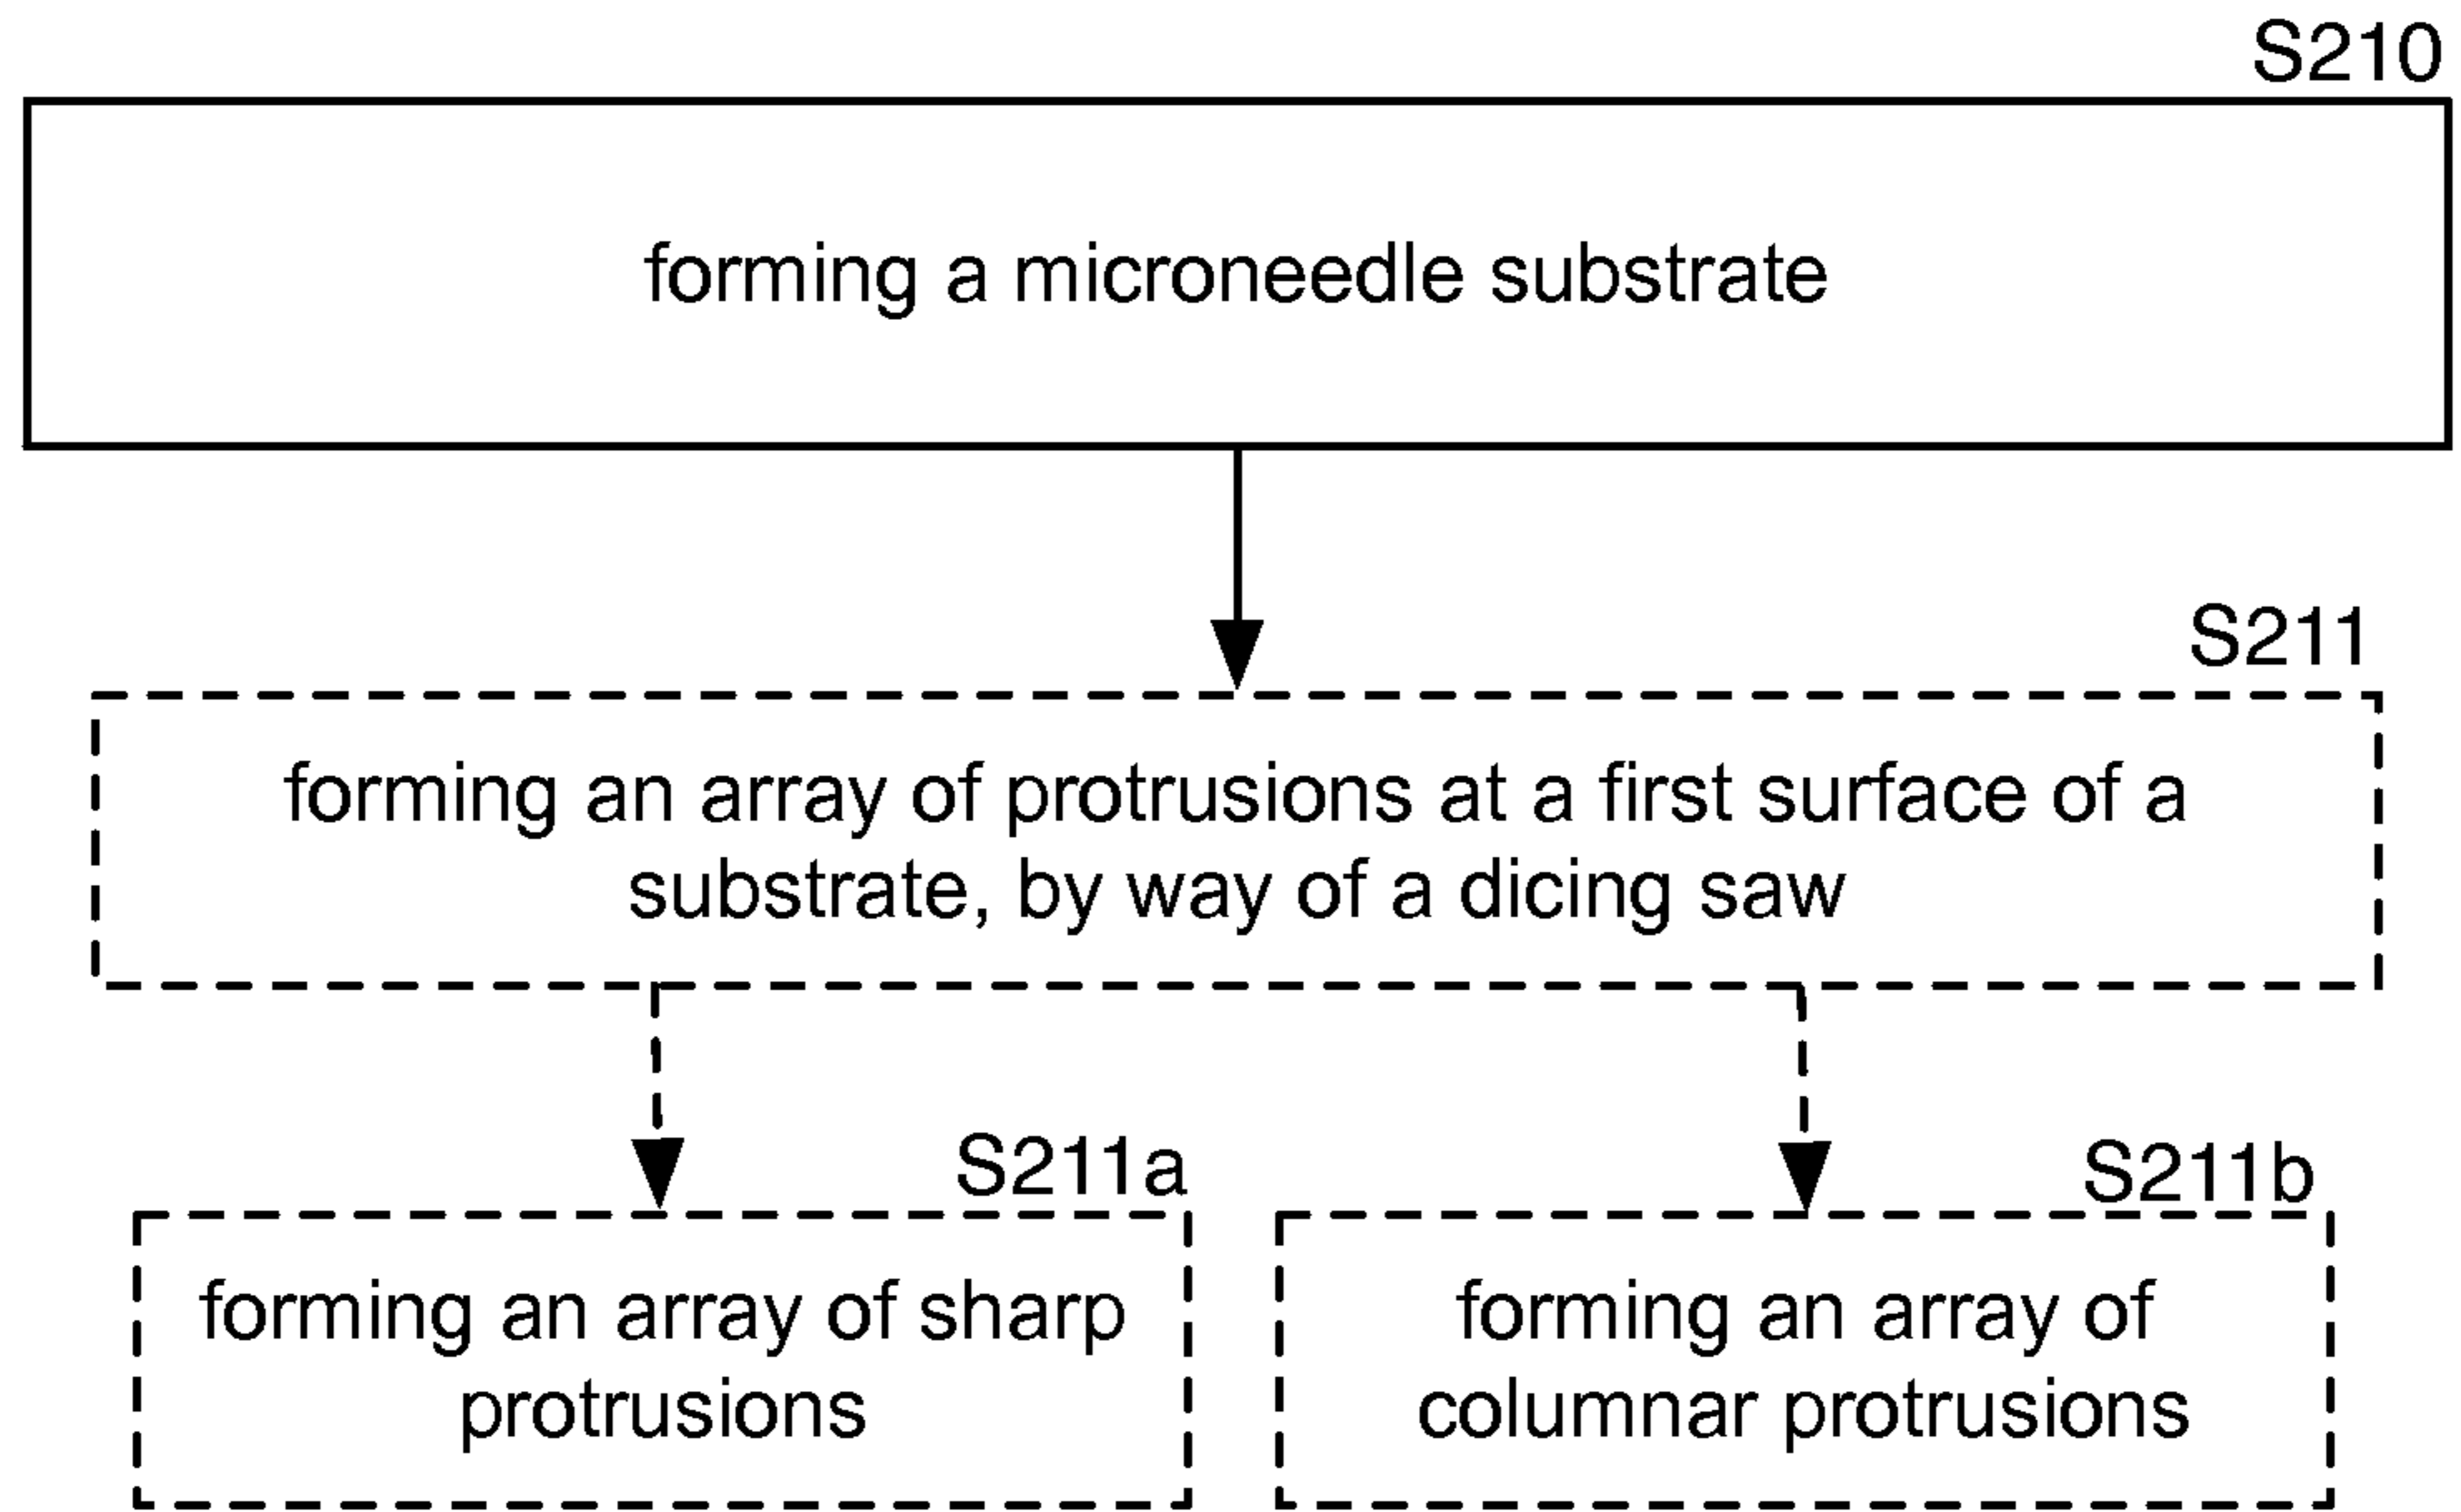 S210
forming a microneedle substrate
S211
forming an array of protrusions at a first surface of a
substrate, by way of a dicing saw
S211a
forming an array of sharp
protrusions
S211b
forming an array of
columnar protrusions